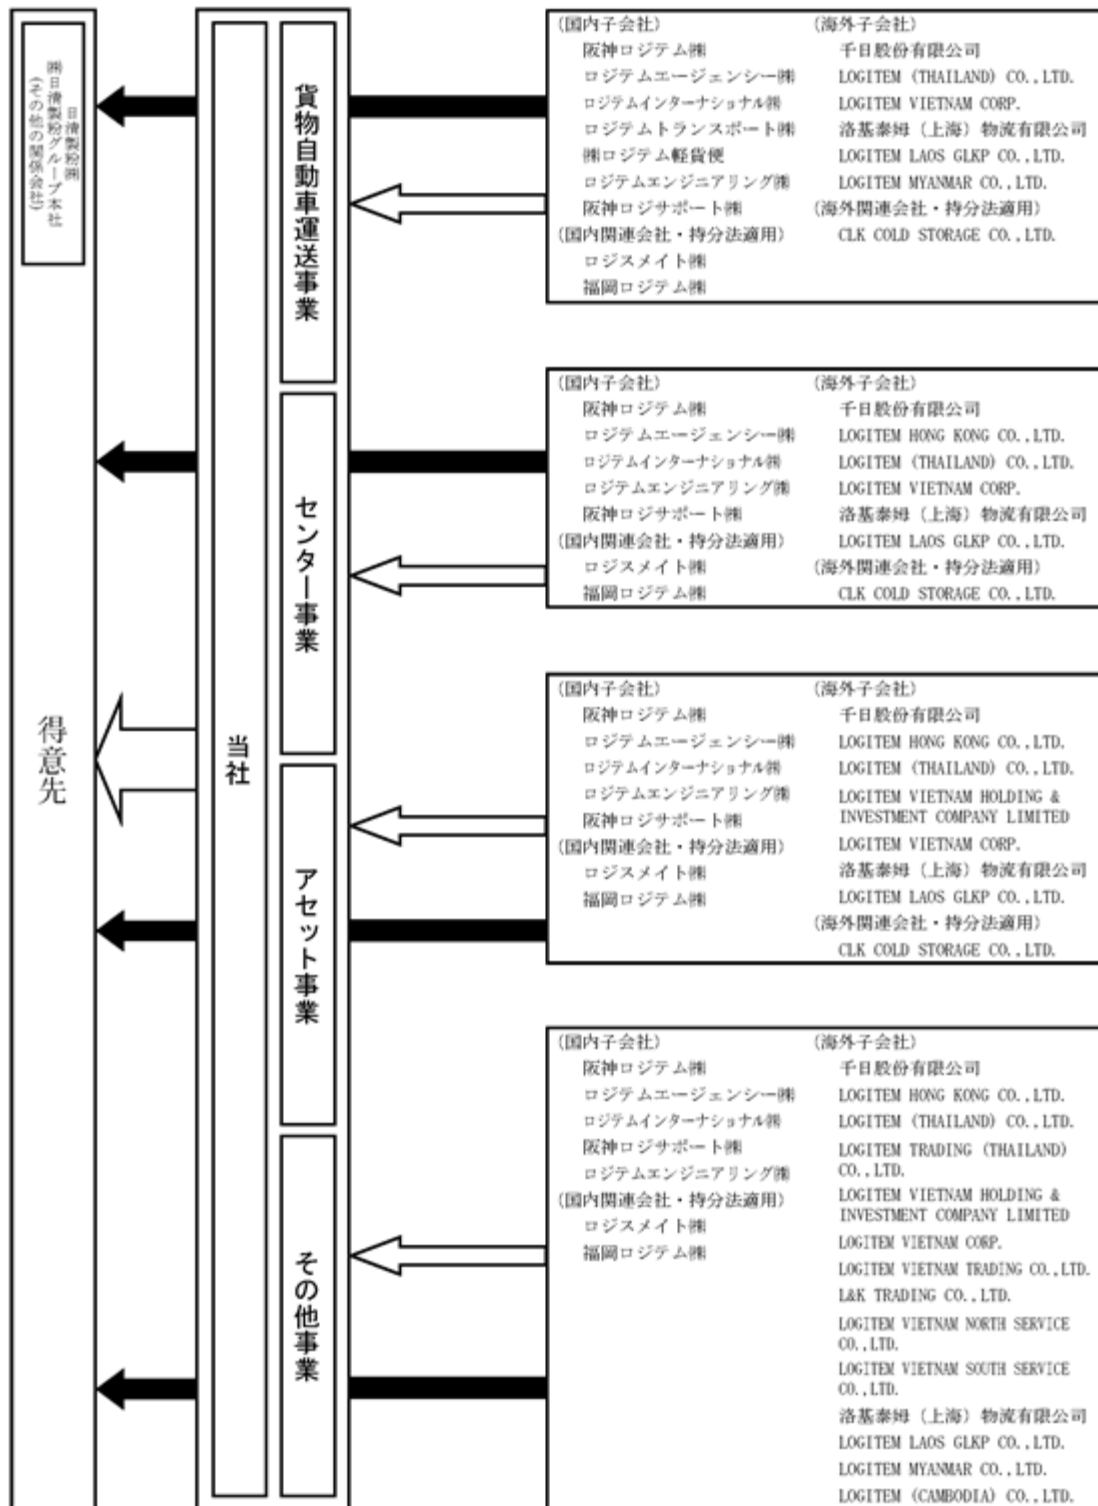 日清製粉㈱
㈱日清製粉グループ本社
(その他の関係会社)
得意先
当社
貨物自動車運送事業
(国内子会社)
阪神ロジテム㈱
ロジテムエージェンシー㈱
ロジテムインターナショナル㈱
ロジテムトランスポート㈱
㈱ロジテム軽貨便
ロジテムエンジニアリング㈱
阪神ロジサポート㈱
(国内関連会社・持分法適用)
ロジスメイト㈱
福岡ロジテム㈱
(海外子会社)
千日股份有限公司
LOGITEM (THAILAND) CO.,LTD.
LOGITEM VIETNAM CORP.
洛基泰姆（上海）物流有限公司
LOGITEM LAOS GLKP CO.,LTD.
LOGITEM MYANMAR CO.,LTD.
(海外関連会社・持分法適用)
CLK COLD STORAGE CO.,LTD.
センター事業
(国内子会社)
阪神ロジテム㈱
ロジテムエージェンシー㈱
ロジテムインターナショナル㈱
ロジテムエンジニアリング㈱
阪神ロジサポート㈱
(国内関連会社・持分法適用)
ロジスメイト㈱
福岡ロジテム㈱
(海外子会社)
千日股份有限公司
LOGITEM HONG KONG CO.,LTD.
LOGITEM (THAILAND) CO.,LTD.
LOGITEM VIETNAM CORP.
洛基泰姆（上海）物流有限公司
LOGITEM LAOS GLKP CO.,LTD.
(海外関連会社・持分法適用)
CLK COLD STORAGE CO.,LTD.
アセット事業
(国内子会社)
阪神ロジテム㈱
ロジテムエージェンシー㈱
ロジテムインターナショナル㈱
ロジテムエンジニアリング㈱
阪神ロジサポート㈱
(国内関連会社・持分法適用)
ロジスメイト㈱
福岡ロジテム㈱
(海外子会社)
千日股份有限公司
LOGITEM HONG KONG CO.,LTD.
LOGITEM (THAILAND) CO.,LTD.
LOGITEM VIETNAM HOLDING &
INVESTMENT COMPANY LIMITED
LOGITEM VIETNAM CORP.
洛基泰姆（上海）物流有限公司
LOGITEM LAOS GLKP CO.,LTD.
(海外関連会社・持分法適用)
CLK COLD STORAGE CO.,LTD.
その他事業
(国内子会社)
阪神ロジテム㈱
ロジテムエージェンシー㈱
ロジテムインターナショナル㈱
阪神ロジサポート㈱
ロジテムエンジニアリング㈱
(国内関連会社・持分法適用)
ロジスメイト㈱
福岡ロジテム㈱
(海外子会社)
千日股份有限公司
LOGITEM HONG KONG CO.,LTD.
LOGITEM (THAILAND) CO.,LTD.
LOGITEM TRADING (THAILAND)
CO.,LTD.
LOGITEM VIETNAM HOLDING &
INVESTMENT COMPANY LIMITED
LOGITEM VIETNAM CORP.
LOGITEM VIETNAM TRADING CO.,LTD.
L&K TRADING CO.,LTD.
LOGITEM VIETNAM NORTH SERVICE
CO.,LTD.
LOGITEM VIETNAM SOUTH SERVICE
CO.,LTD.
洛基泰姆（上海）物流有限公司
LOGITEM LAOS GLKP CO.,LTD.
LOGITEM MYANMAR CO.,LTD.
LOGITEM (CAMBODIA) CO.,LTD.